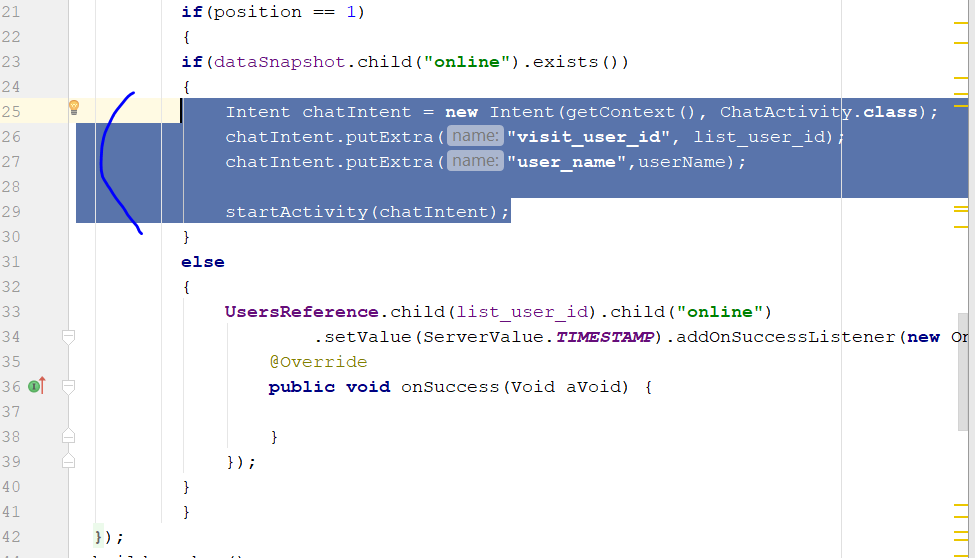 21 if(position == 1)
22 {
23 if(dataSnapshot.child("online").exists())
24 {
25 Intent chatIntent = new Intent(getContext(), ChatActivity.class);
26 chatIntent.putExtra( name: "visit_user_id", list_user_id);
27 chatIntent.putExtra( name: "user_name",userName);
28
29 startActivity(chatIntent);
30 }
31 else
32 {
33 UsersReference.child(list_user_id).child("online")
34 .setValue(ServerValue.TIMESTAMP).addOnSuccessListener(new On
35 @Override
36 public void onSuccess(Void aVoid) {
37
38 }
39 });
40 }
41 }
42 });